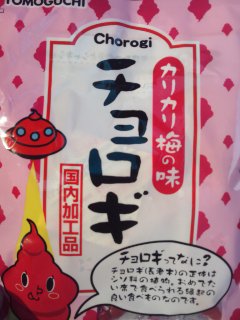 TOMOGUCHI
Chorogi
カリカリ梅の味
チョロギ
国内加工品
チョロギってなに?
チョロギ(長老喜)の正体は
シソ科の植物。おめでた
い席で食べられる縁起の
良い食べものなのです。